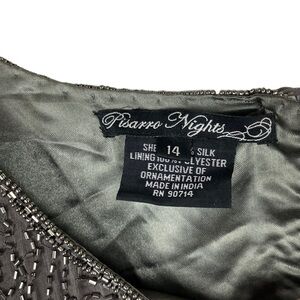 Pisarro Nights
SHE 14 % SILK
LINING 100% POLYESTER
EXCLUSIVE OF
ORNAMENTATION
MADE IN INDIA
RN 90714